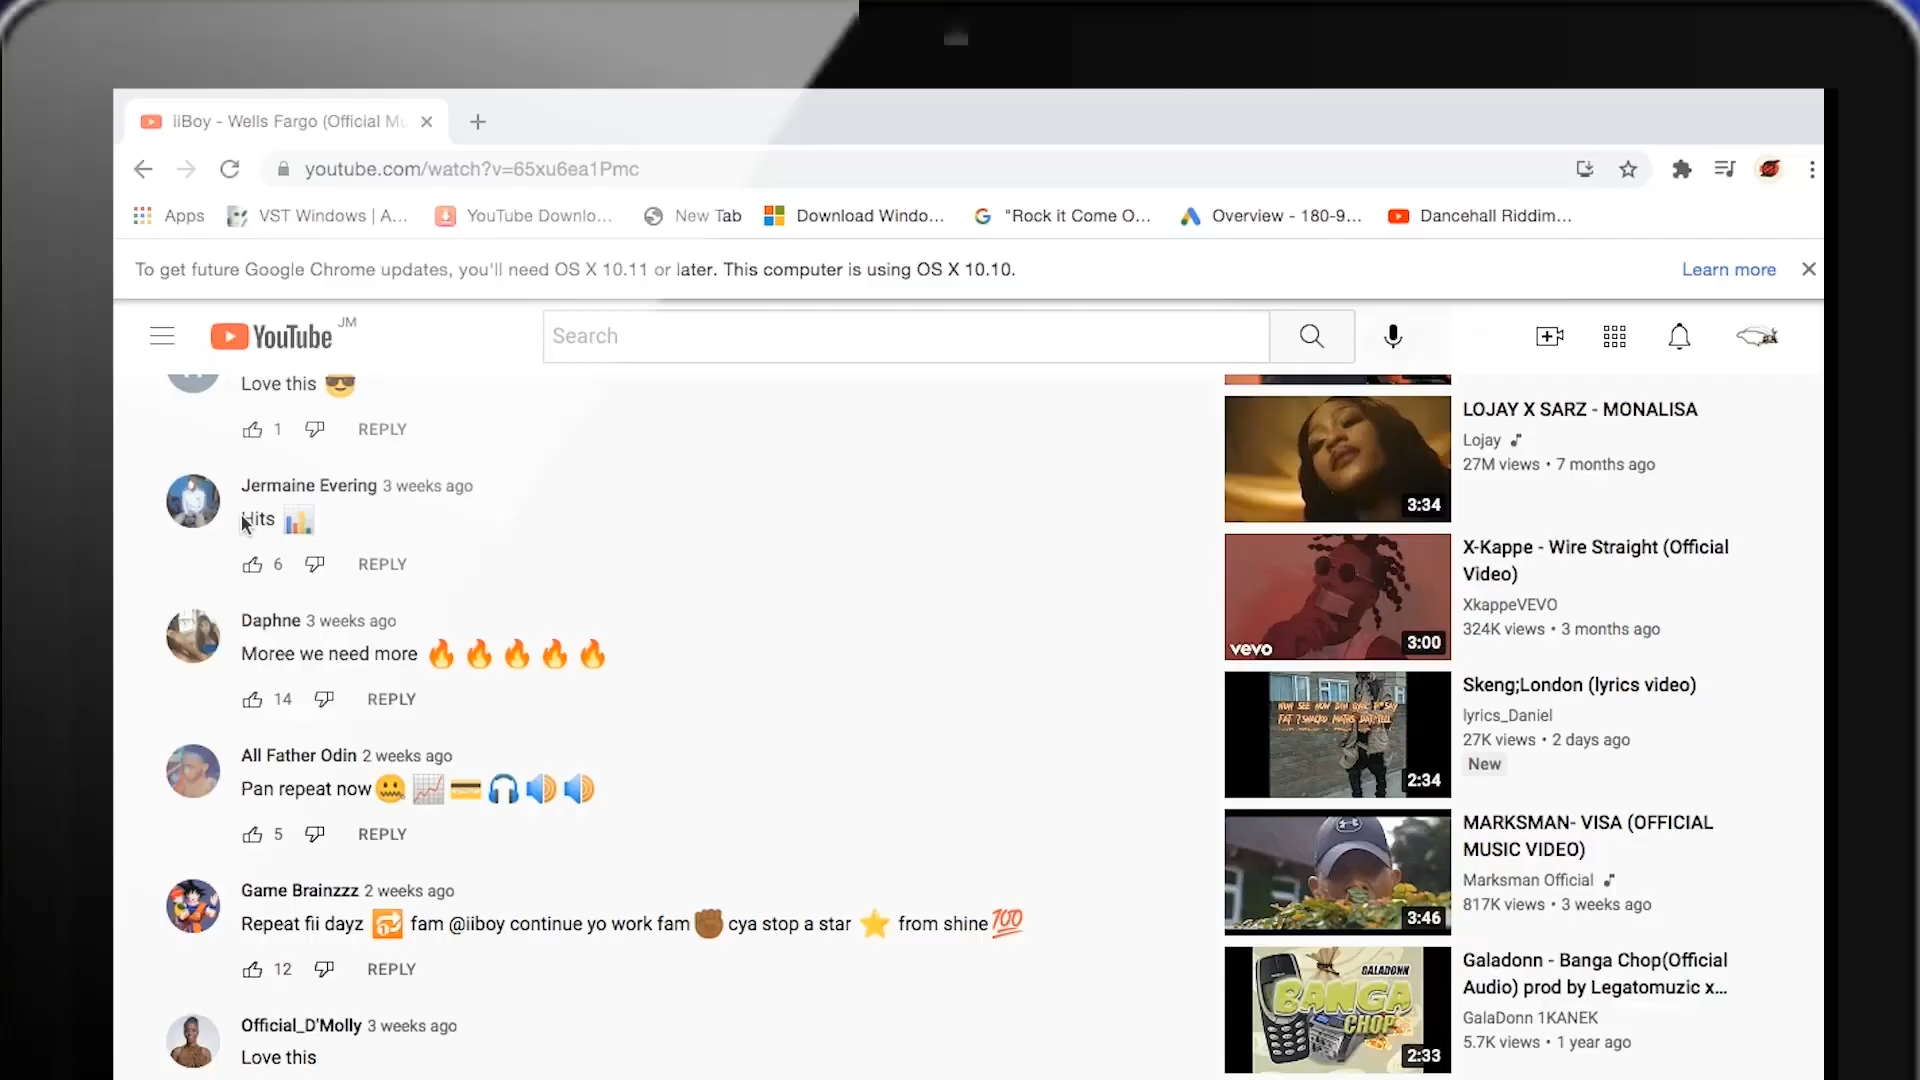 iiBoy - Wells Fargo (Official Mu
youtube.com/watch?v=65xu6ea1Pmc
Apps
VST Windows | A...
YouTube Downlo...
New Tab
Download Windo...
"Rock it Come O...
Overview - 180-9...
Dancehall Riddim...
To get future Google Chrome updates, you'll need OS X 10.11 or later. This computer is using OS X 10.10.
Learn more
YouTube JM
Search
Love this 😎
1 REPLY
Jermaine Evering 3 weeks ago
Hits 📊
6 REPLY
Daphne 3 weeks ago
Moree we need more 🔥 🔥 🔥 🔥 🔥
14 REPLY
All Father Odin 2 weeks ago
Pan repeat now 🤐 📈 💳 🎧 🔊 🔊
5 REPLY
Game Brainzzz 2 weeks ago
Repeat fii dayz 🔂 fam @iiboy continue yo work fam ✊🏾 cya stop a star ⭐ from shine 💯
12 REPLY
Official_D'Molly 3 weeks ago
Love this
LOJAY X SARZ - MONALISA
Lojay
27M views • 7 months ago
3:34
X-Kappe - Wire Straight (Official
Video)
XkappeVEVO
324K views • 3 months ago
vevo
3:00
Skeng;London (lyrics video)
lyrics_Daniel
27K views • 2 days ago
New
2:34
MARKSMAN- VISA (OFFICIAL
MUSIC VIDEO)
Marksman Official
817K views • 3 weeks ago
3:46
Galadonn - Banga Chop(Official
Audio) prod by Legatomuzic x...
GalaDonn 1KANEK
5.7K views • 1 year ago
GALADONN
BANGA
CHOP
2:33